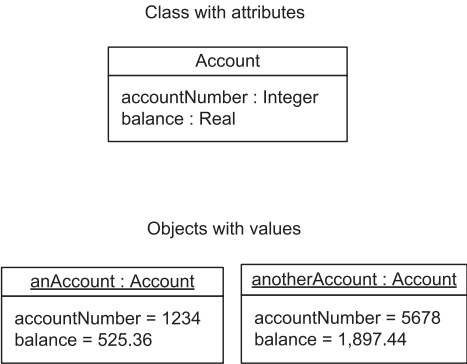 Class with attributes
Account
accountNumber : Integer
balance : Real
Objects with values
anAccount : Account
accountNumber = 1234
balance = 525.36
anotherAccount : Account
accountNumber = 5678
balance = 1,897.44